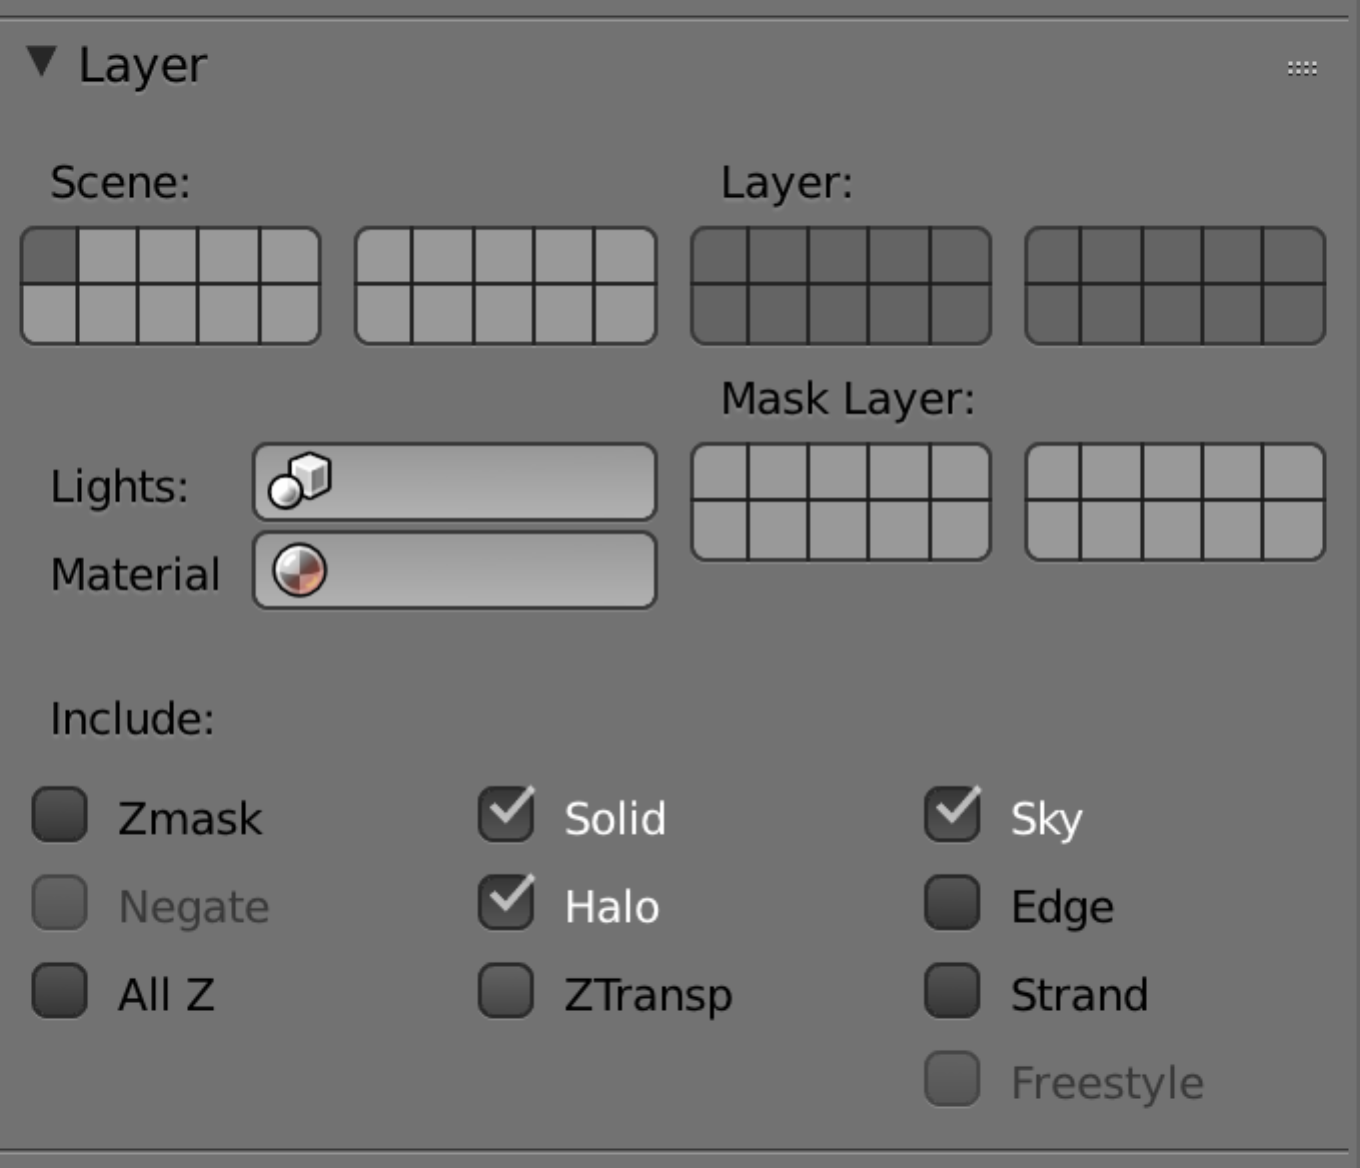 Layer
Scene:
Layer:
Mask Layer:
Lights:
Material
Include:
Zmask
Solid
Sky
Negate
Halo
Edge
All Z
ZTransp
Strand
Freestyle